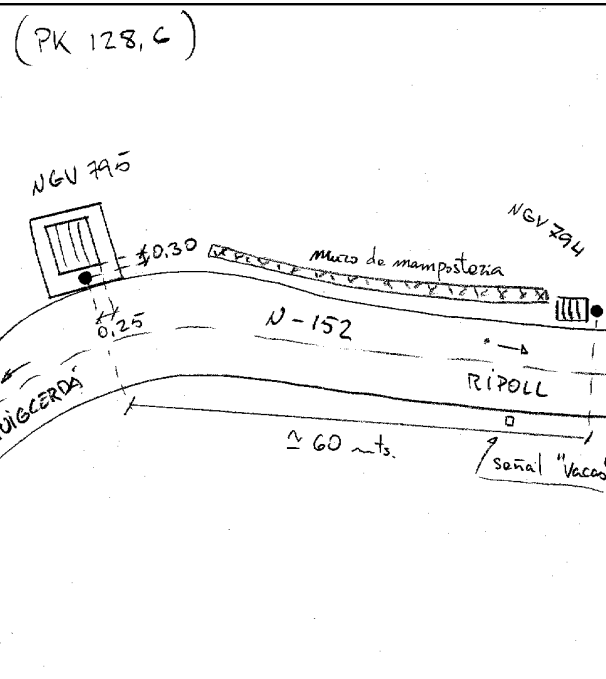 (PK 128,6)
NGV 795
NGV 794
0.30
Muro de mampostería
0,25
N-152
RIPOLL
PUIGCERDÁ
≃ 60 mts.
señal "Vacas"